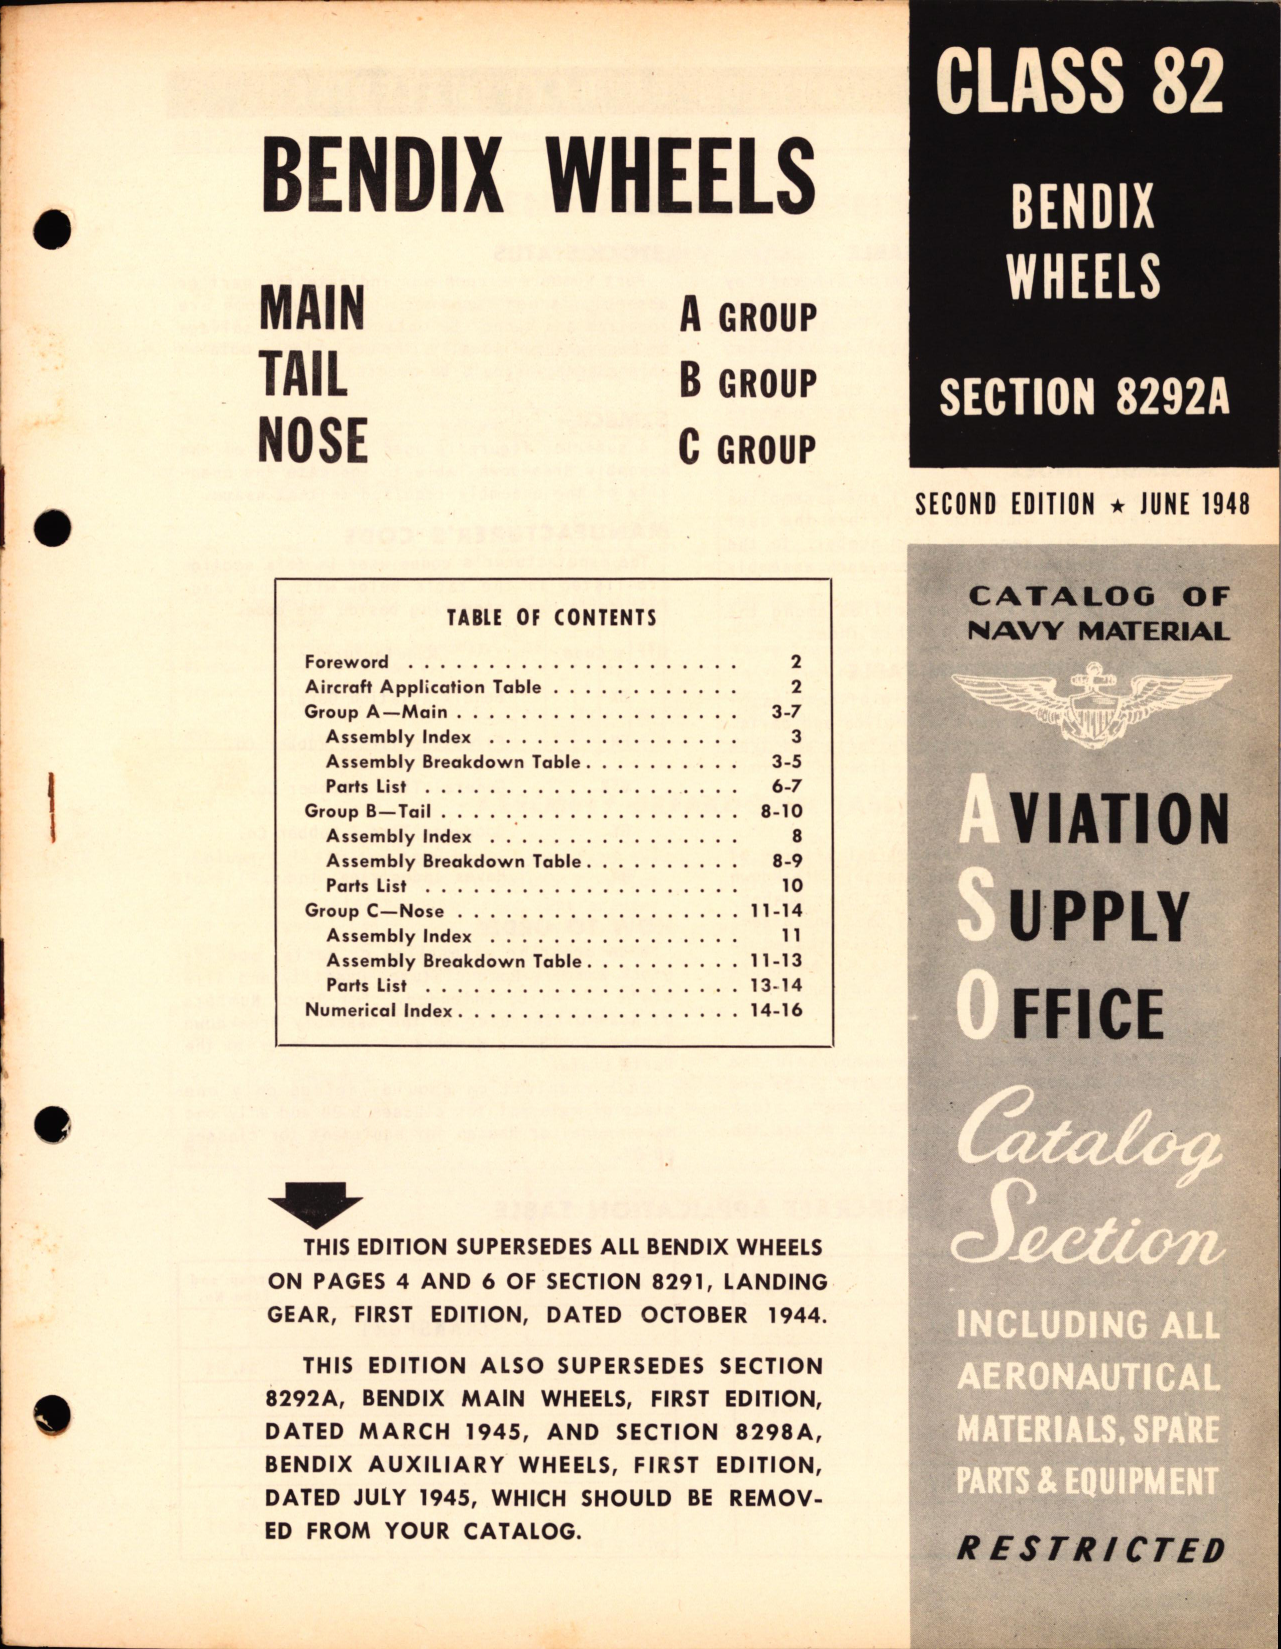 BENDIX WHEELS
MAIN A GROUP
TAIL B GROUP
NOSE C GROUP
TABLE OF CONTENTS
Foreword . . . . . . . . . . . . . . . . . . . . . 2
Aircraft Application Table . . . . . . . . . . . . 2
Group A—Main . . . . . . . . . . . . . . . . . . 3-7
Assembly Index . . . . . . . . . . . . . . . . 3
Assembly Breakdown Table . . . . . . . . . . 3-5
Parts List . . . . . . . . . . . . . . . . . . . . 6-7
Group B—Tail . . . . . . . . . . . . . . . . . . . 8-10
Assembly Index . . . . . . . . . . . . . . . . 8
Assembly Breakdown Table . . . . . . . . . . 8-9
Parts List . . . . . . . . . . . . . . . . . . . . 10
Group C—Nose . . . . . . . . . . . . . . . . . . 11-14
Assembly Index . . . . . . . . . . . . . . . . 11
Assembly Breakdown Table . . . . . . . . . . 11-13
Parts List . . . . . . . . . . . . . . . . . . . . 13-14
Numerical Index . . . . . . . . . . . . . . . . . . 14-16
THIS EDITION SUPERSEDES ALL BENDIX WHEELS
ON PAGES 4 AND 6 OF SECTION 8291, LANDING
GEAR, FIRST EDITION, DATED OCTOBER 1944.
THIS EDITION ALSO SUPERSEDES SECTION
8292A, BENDIX MAIN WHEELS, FIRST EDITION,
DATED MARCH 1945, AND SECTION 8298A,
BENDIX AUXILIARY WHEELS, FIRST EDITION,
DATED JULY 1945, WHICH SHOULD BE REMOV-
ED FROM YOUR CATALOG.
CLASS 82
BENDIX
WHEELS
SECTION 8292A
SECOND EDITION ★ JUNE 1948
CATALOG OF
NAVY MATERIAL
AVIATION
SUPPLY
OFFICE
Catalog
Section
INCLUDING ALL
AERONAUTICAL
MATERIALS, SPARE
PARTS & EQUIPMENT
RESTRICTED